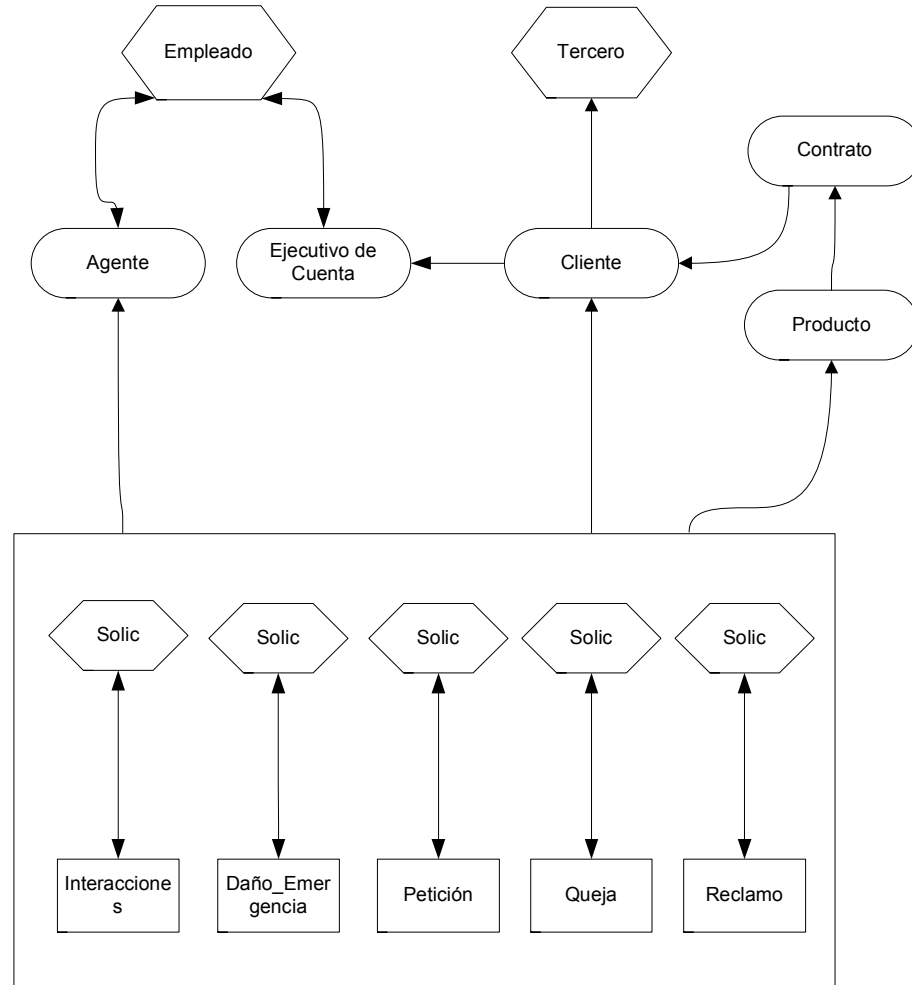 Empleado
Tercero
Contrato
Agente
Ejecutivo de
Cuenta
Cliente
Producto
Solic
Solic
Solic
Solic
Solic
Interaccione
s
Daño_Emer
gencia
Petición
Queja
Reclamo